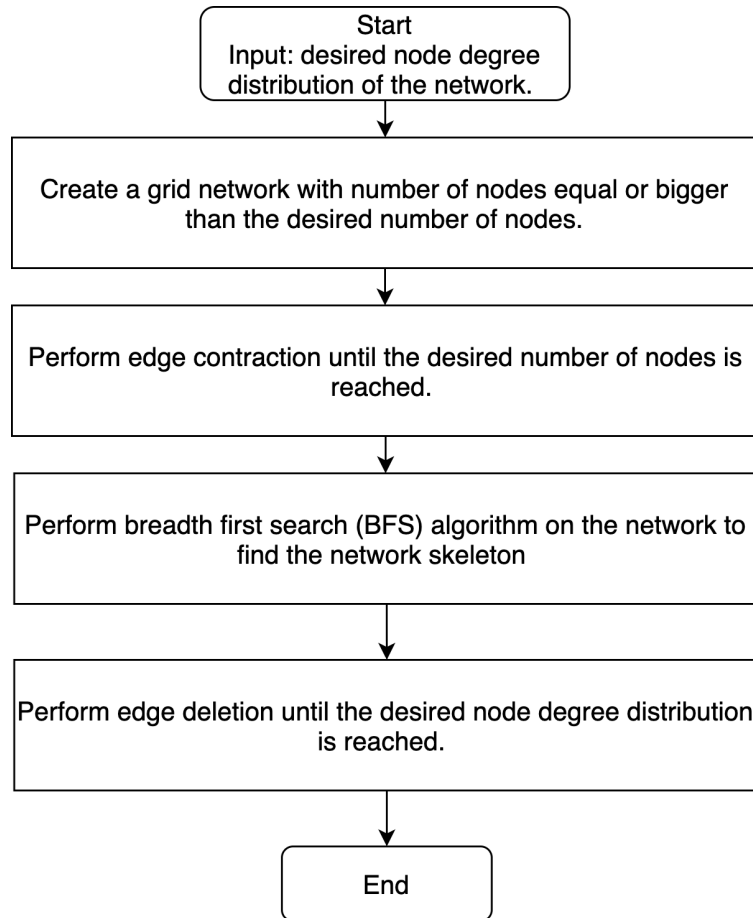 Start
Input: desired node degree
distribution of the network.
Create a grid network with number of nodes equal or bigger
than the desired number of nodes.
Perform edge contraction until the desired number of nodes is
reached.
Perform breadth first search (BFS) algorithm on the network to
find the network skeleton
Perform edge deletion until the desired node degree distribution
is reached.
End